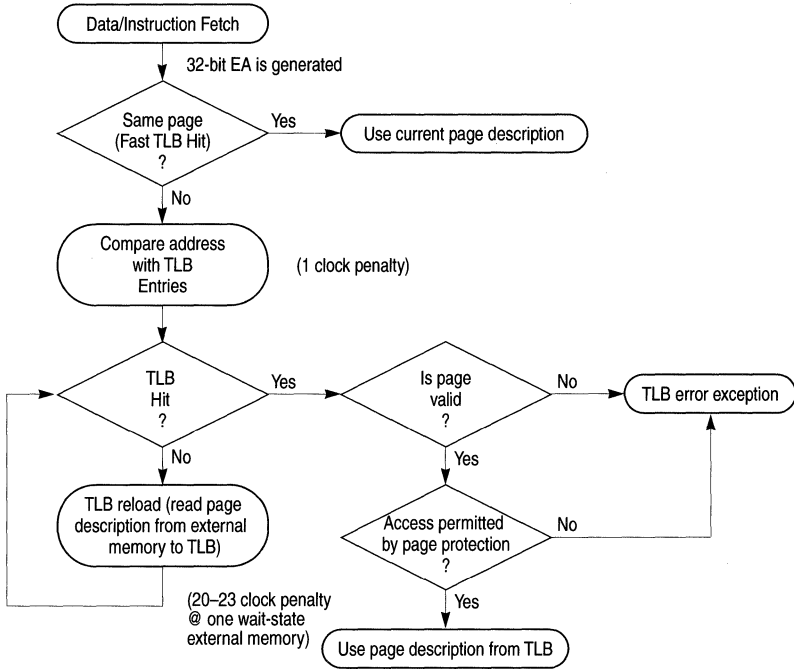 Data/Instruction Fetch
32-bit EA is generated
Same page
(Fast TLB Hit)
?
Yes
Use current page description
No
Compare address
with TLB
Entries
(1 clock penalty)
TLB
Hit
?
Yes
Is page
valid
?
No
TLB error exception
No
Yes
TLB reload (read page
description from external
memory to TLB)
Access permitted
by page protection
?
No
(20–23 clock penalty
@ one wait-state
external memory)
Yes
Use page description from TLB